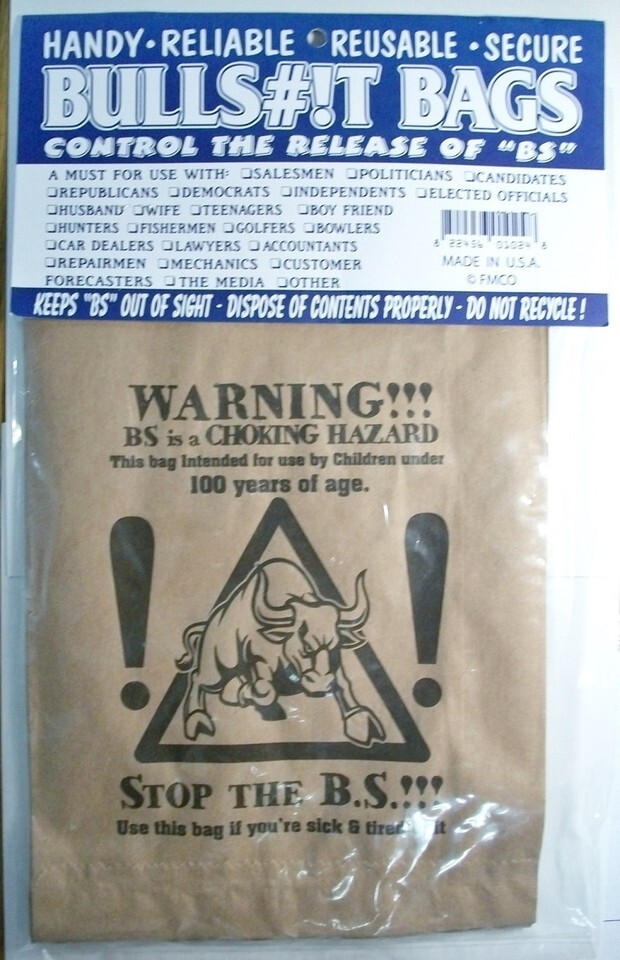 HANDY • RELIABLE REUSABLE • SECURE
BULLS#!T BAGS
CONTROL THE RELEASE OF "BS"
A MUST FOR USE WITH: ❑SALESMEN ❑POLITICIANS ❑CANDIDATES
❑REPUBLICANS ❑DEMOCRATS ❑INDEPENDENTS ❑ELECTED OFFICIALS
❑HUSBAND ❑WIFE ❑TEENAGERS ❑BOY FRIEND
❑HUNTERS ❑FISHERMEN ❑GOLFERS ❑BOWLERS
❑CAR DEALERS ❑LAWYERS ❑ACCOUNTANTS
❑REPAIRMEN ❑MECHANICS ❑CUSTOMER
FORECASTERS ❑THE MEDIA ❑OTHER
MADE IN U.S.A.
© FMCO
KEEPS "BS" OUT OF SIGHT - DISPOSE OF CONTENTS PROPERLY - DO NOT RECYCLE!
WARNING!!!
BS is a CHOKING HAZARD
This bag Intended for use by Children under
100 years of age.
! !
STOP THE B.S.!!!
Use this bag if you're sick & tired it